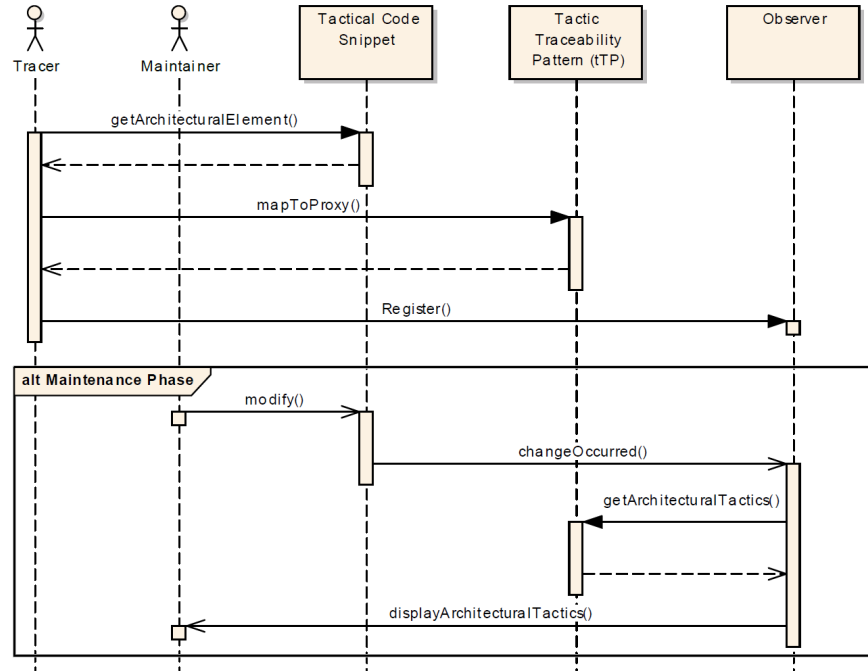 Tracer
Maintainer
Tactical Code
Snippet
Tactic
Traceability
Pattern (tTP)
Observer
getArchitecturalElement()
mapToProxy()
Register()
alt Maintenance Phase
modify()
changeOccurred()
getArchitecturalTactics()
displayArchitecturalTactics()